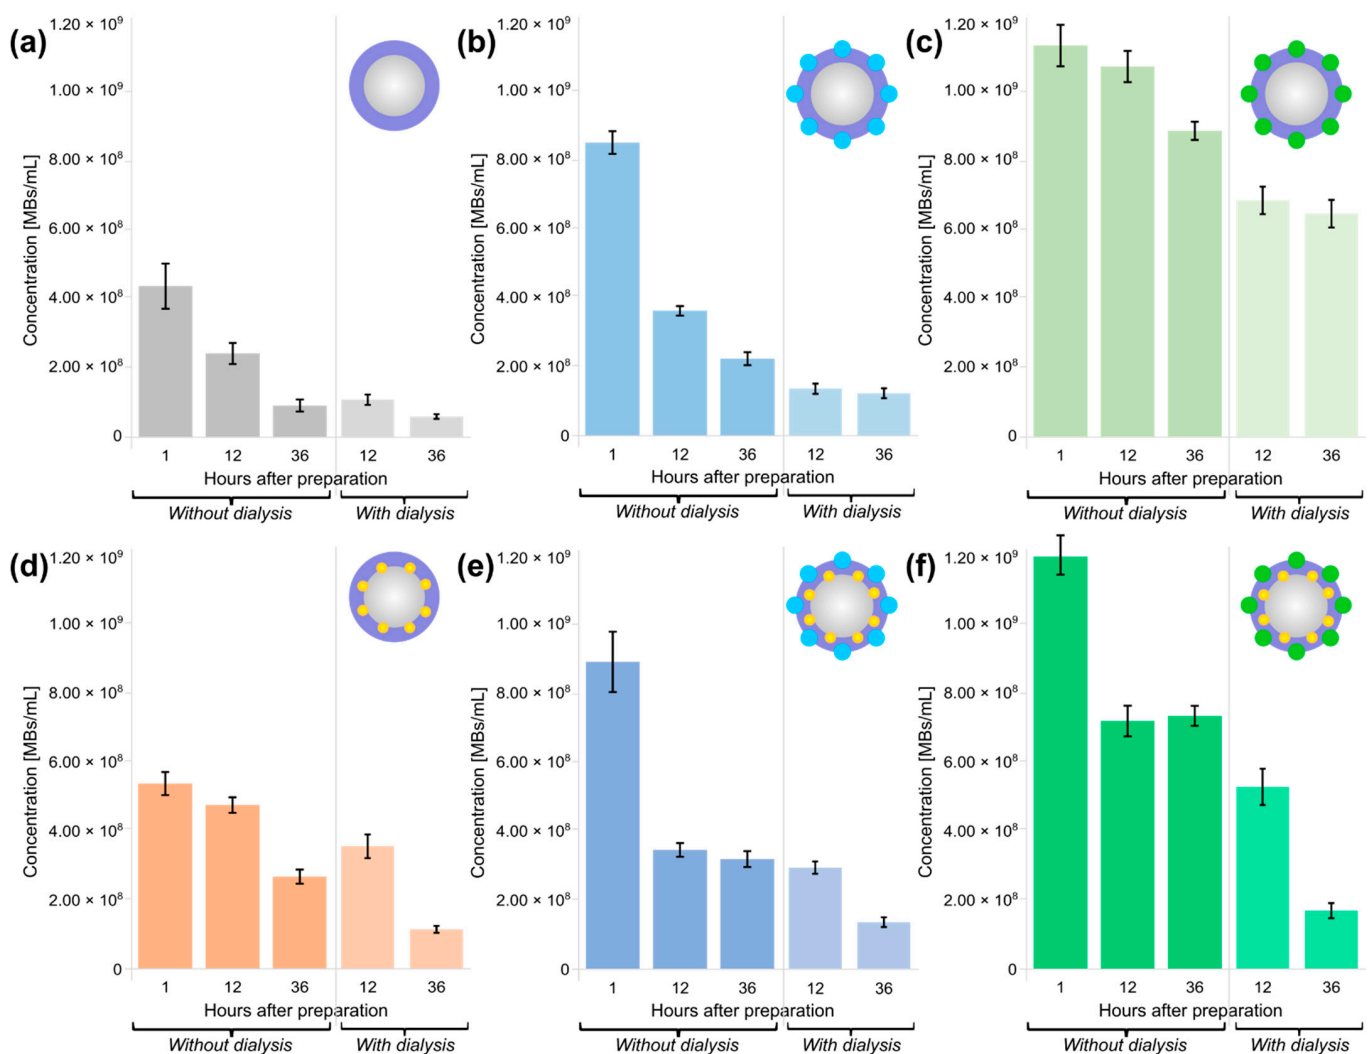 (a)
Concentration [MBs/mL]
1.20 × 10⁹
1.00 × 10⁹
8.00 × 10⁸
6.00 × 10⁸
4.00 × 10⁸
2.00 × 10⁸
0
1 12 36 12 36
Hours after preparation
Without dialysis With dialysis
(b)
Concentration [MBs/mL]
1.20 × 10⁹
1.00 × 10⁹
8.00 × 10⁸
6.00 × 10⁸
4.00 × 10⁸
2.00 × 10⁸
0
1 12 36 12 36
Hours after preparation
Without dialysis With dialysis
(c)
Concentration [MBs/mL]
1.20 × 10⁹
1.00 × 10⁹
8.00 × 10⁸
6.00 × 10⁸
4.00 × 10⁸
2.00 × 10⁸
0
1 12 36 12 36
Hours after preparation
Without dialysis With dialysis
(d)
Concentration [MBs/mL]
1.20 × 10⁹
1.00 × 10⁹
8.00 × 10⁸
6.00 × 10⁸
4.00 × 10⁸
2.00 × 10⁸
0
1 12 36 12 36
Hours after preparation
Without dialysis With dialysis
(e)
Concentration [MBs/mL]
1.20 × 10⁹
1.00 × 10⁹
8.00 × 10⁸
6.00 × 10⁸
4.00 × 10⁸
2.00 × 10⁸
0
1 12 36 12 36
Hours after preparation
Without dialysis With dialysis
(f)
Concentration [MBs/mL]
1.20 × 10⁹
1.00 × 10⁹
8.00 × 10⁸
6.00 × 10⁸
4.00 × 10⁸
2.00 × 10⁸
0
1 12 36 12 36
Hours after preparation
Without dialysis With dialysis